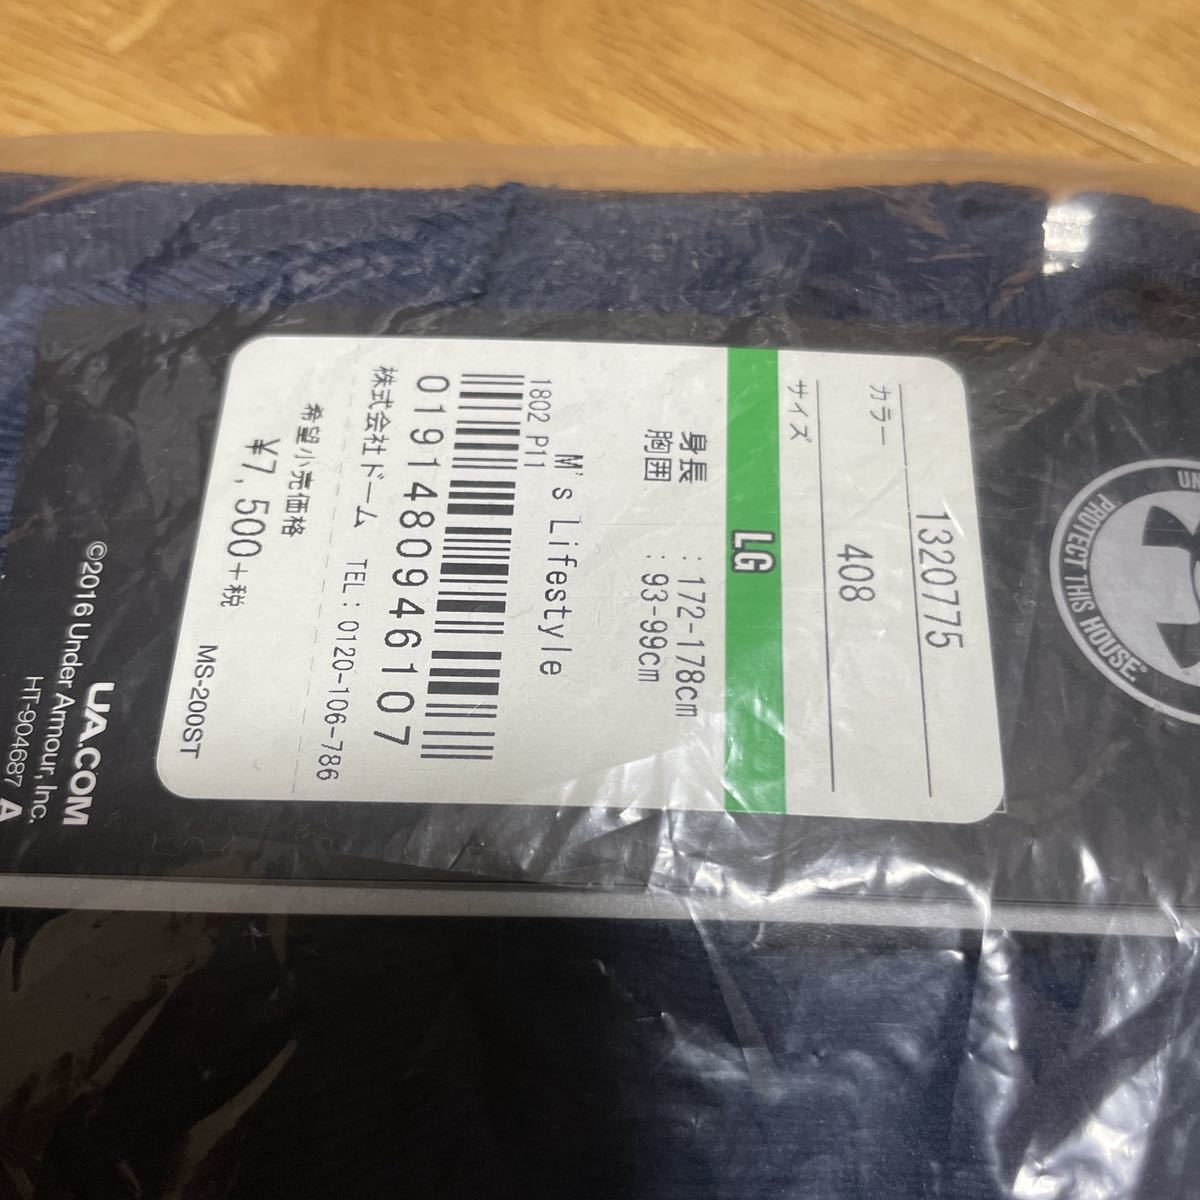 UN
PROTECT THIS HOUSE.
1320775
カラー 408
サイズ
LG
身長 :172-178cm
胸囲 :93-99cm
M's Lifestyle
1802 P11
0191480946107
株式会社ドーム TEL:0120-106-786
希望小売価格
¥7,500+税
MS-200ST
UA.COM
©2016 Under Armour, Inc.
HT-904687 A